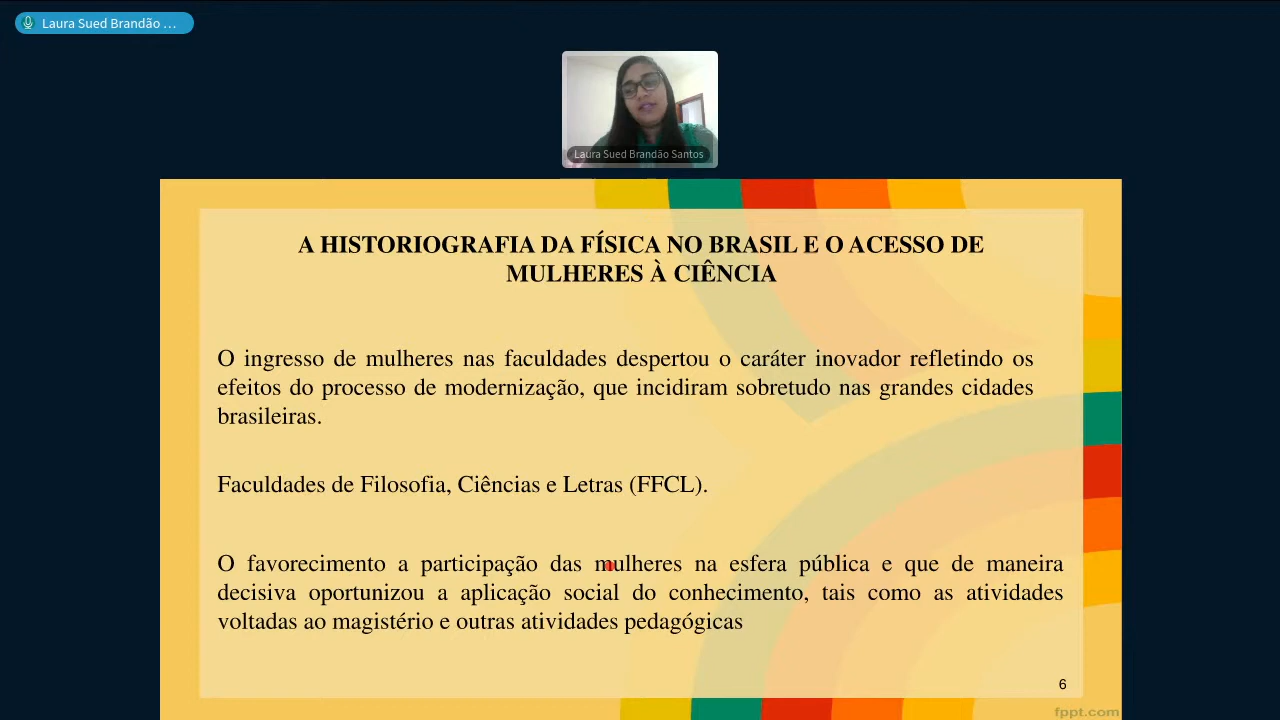 Laura Sued Brandão ...
Laura Sued Brandão Santos
A HISTORIOGRAFIA DA FÍSICA NO BRASIL E O ACESSO DE
MULHERES À CIÊNCIA
O ingresso de mulheres nas faculdades despertou o caráter inovador refletindo os
efeitos do processo de modernização, que incidiram sobretudo nas grandes cidades
brasileiras.
Faculdades de Filosofia, Ciências e Letras (FFCL).
O favorecimento a participação das mulheres na esfera pública e que de maneira
decisiva oportunizou a aplicação social do conhecimento, tais como as atividades
voltadas ao magistério e outras atividades pedagógicas
6
fppt.com